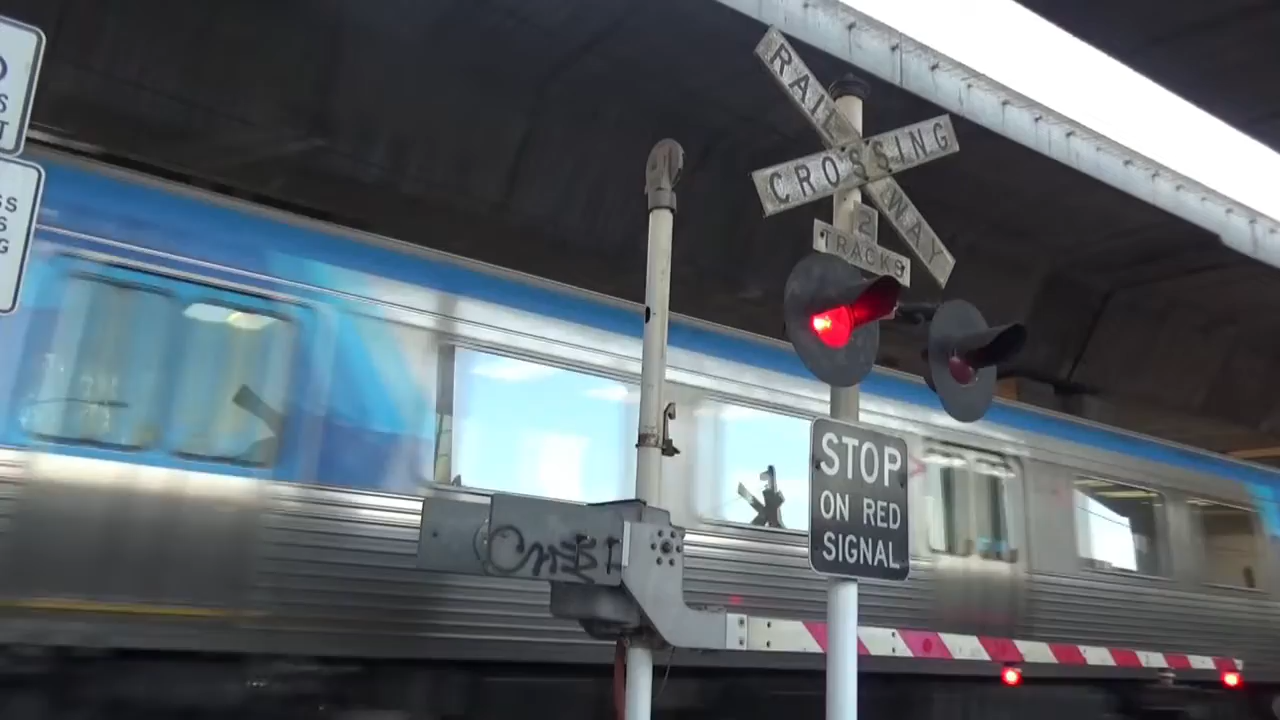 RAILWAY
CROSSING
2
TRACKS
STOP
ON RED
SIGNAL